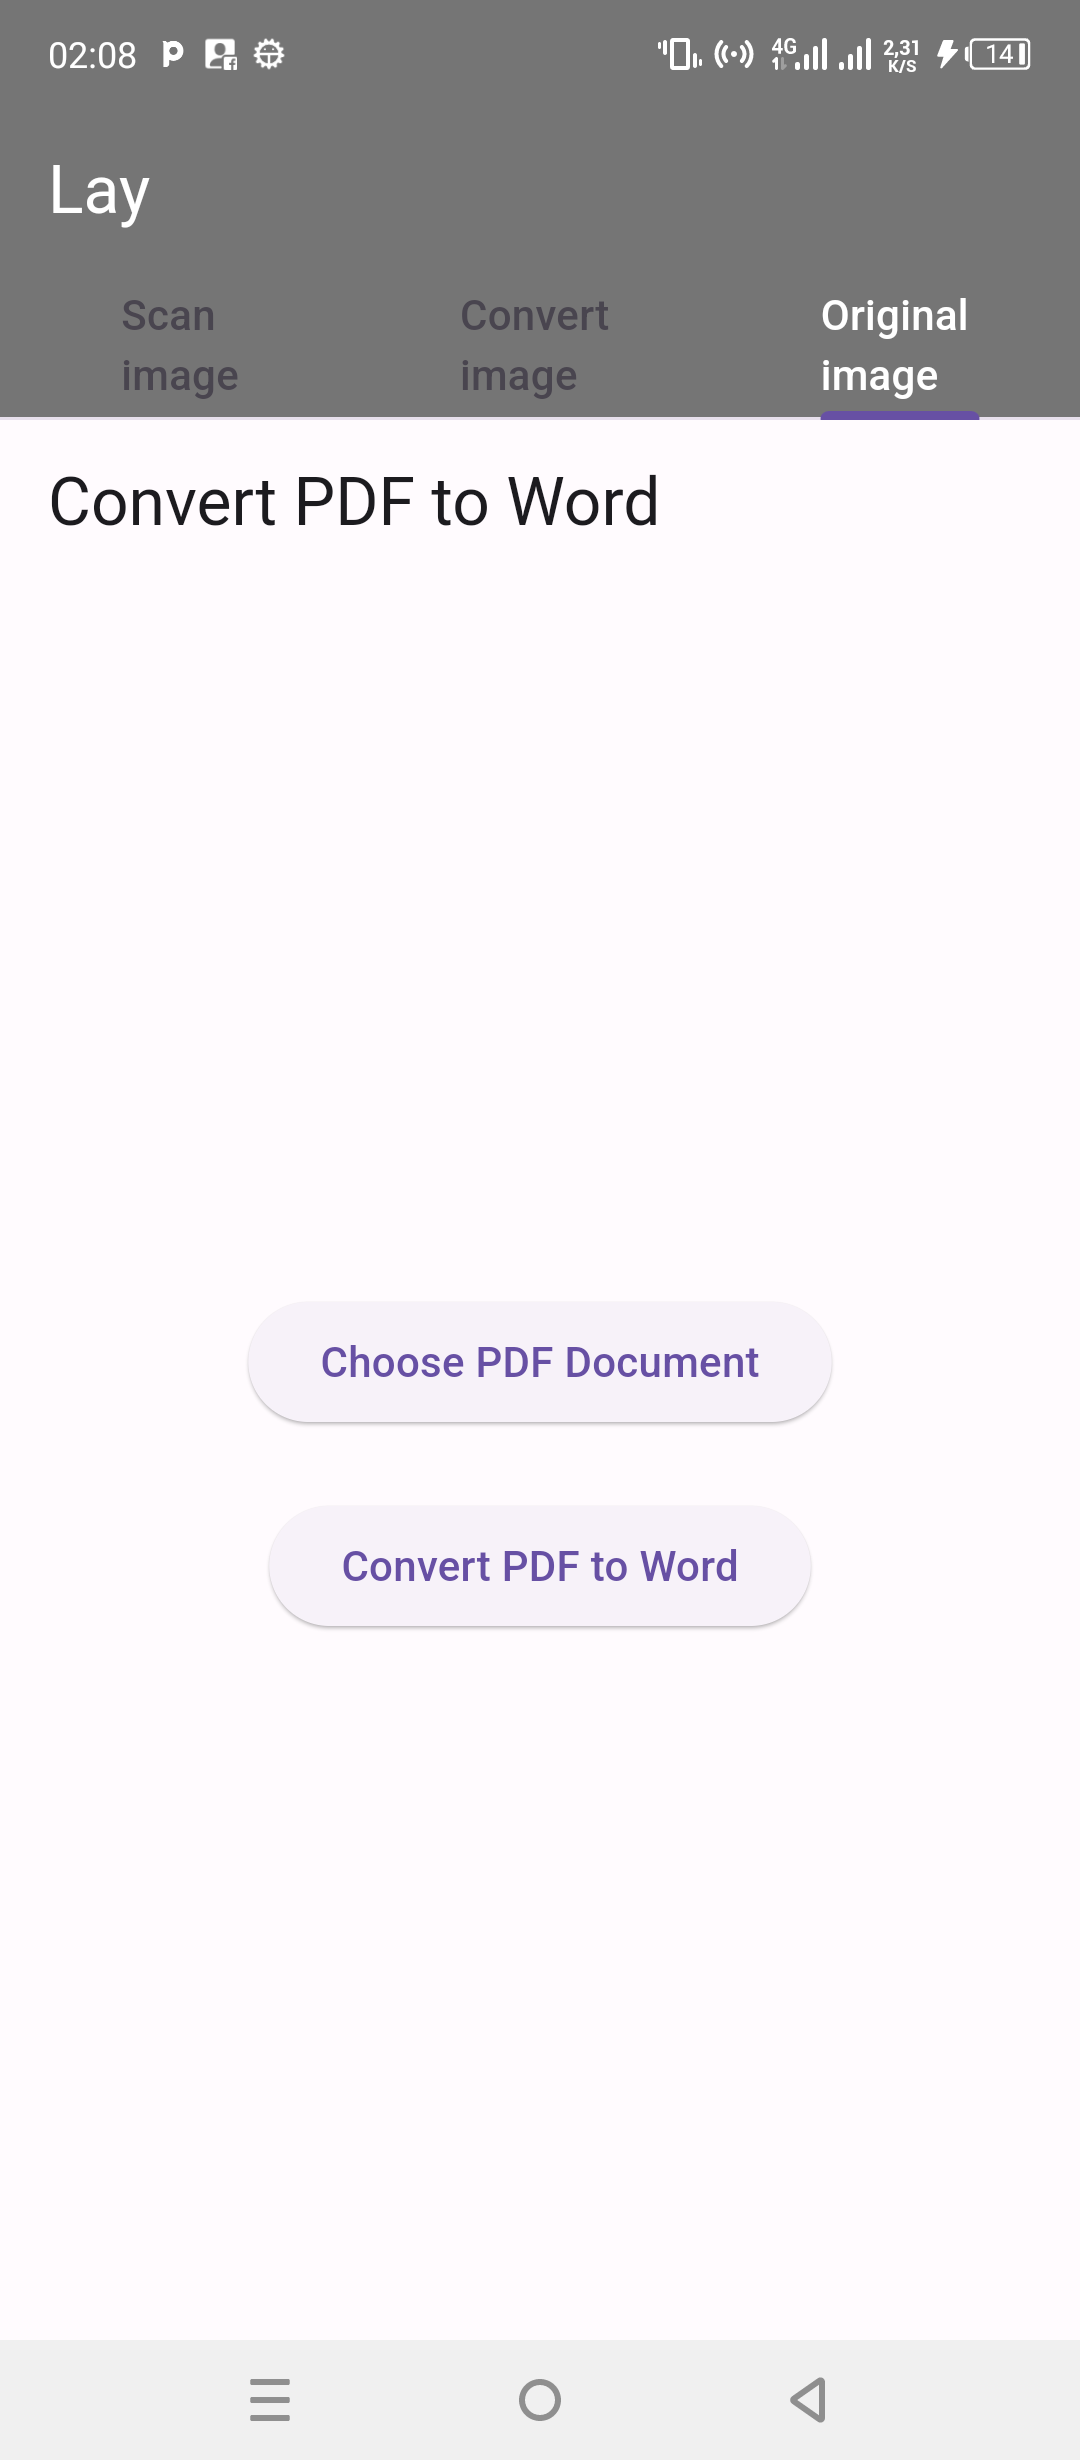 02:08 4G 2,31 K/S 14
Lay
Scan image
Convert image
Original image
Convert PDF to Word
Choose PDF Document
Convert PDF to Word